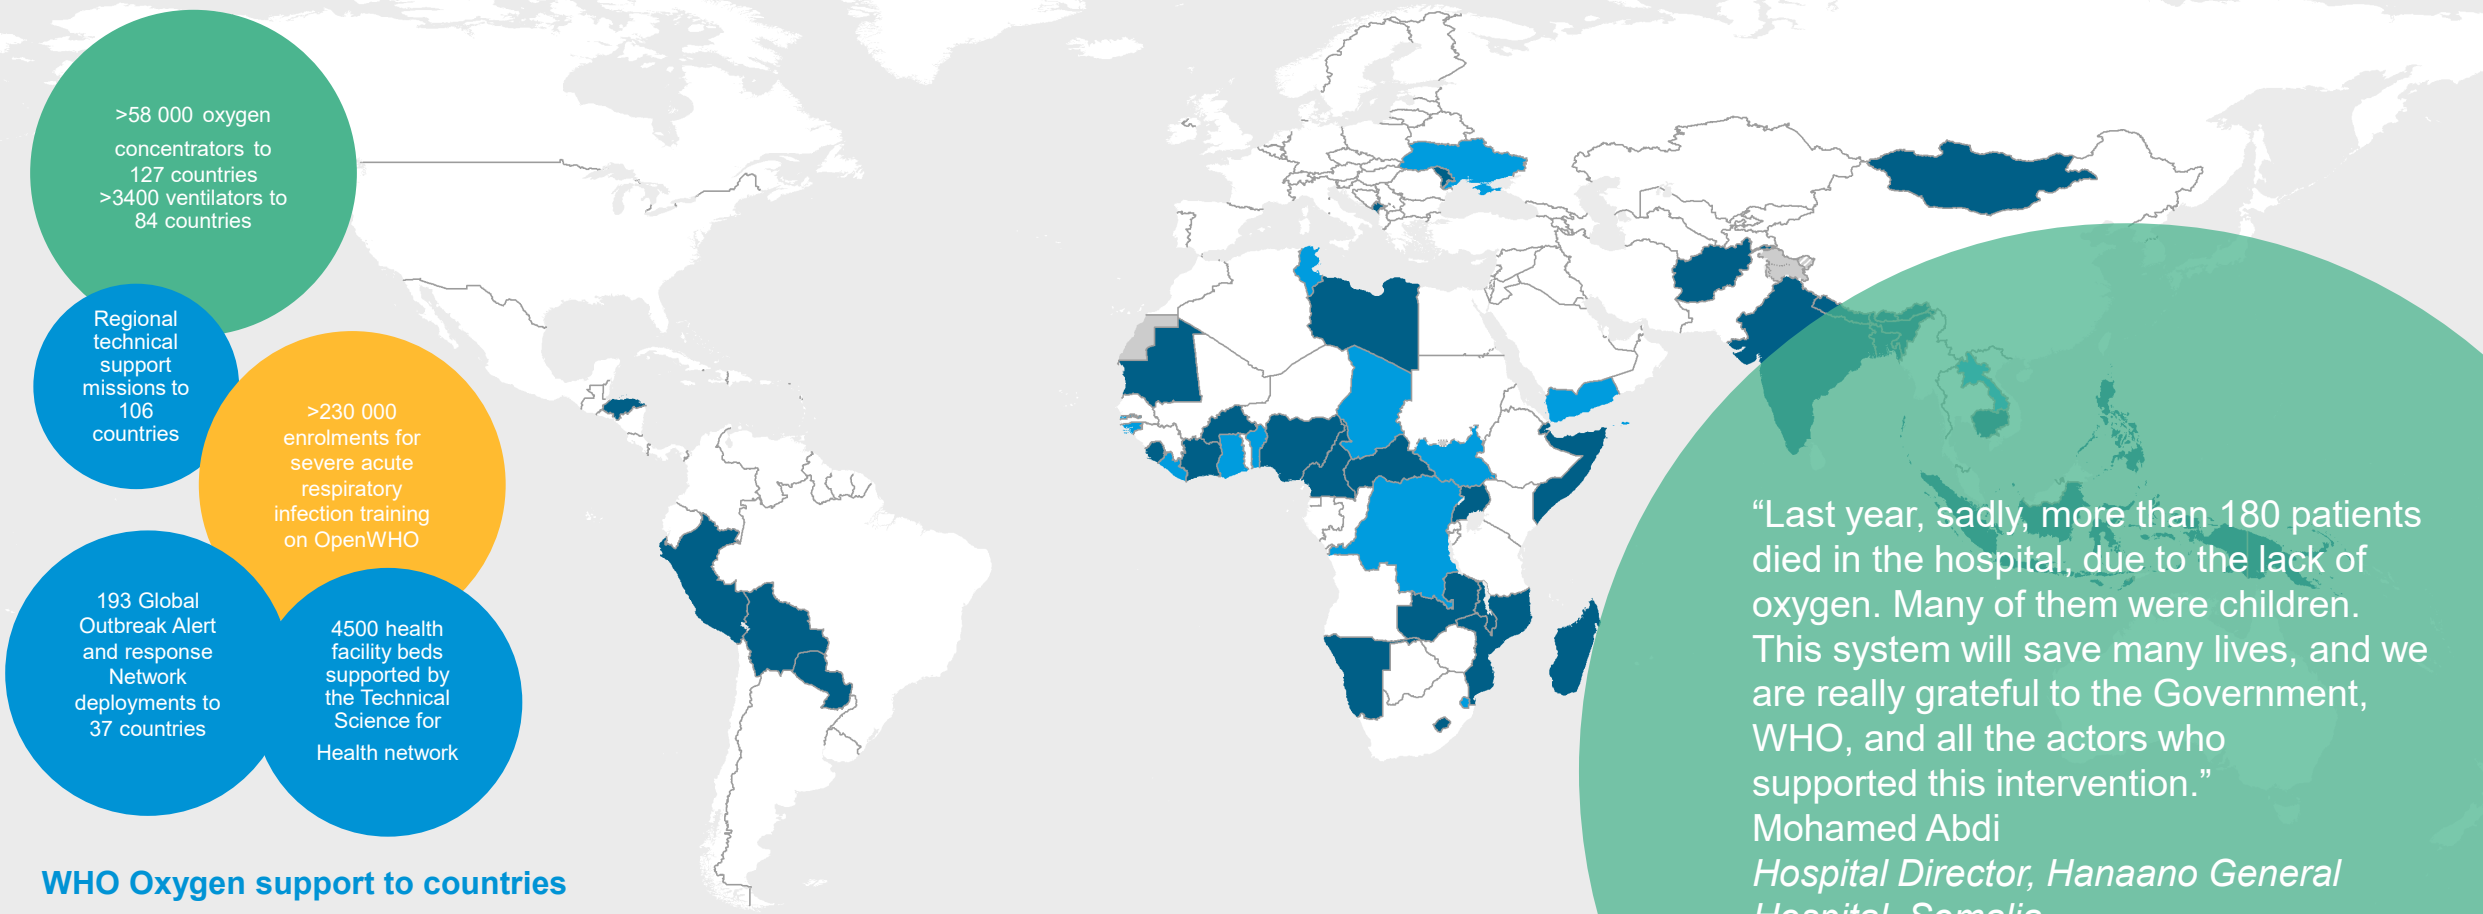 >58 000 oxygen
concentrators to
127 countries
>3400 ventilators to
84 countries
Regional
technical
support
missions to
106
countries
>230 000
enrolments for
severe acute
respiratory
infection training
on OpenWHO
193 Global
Outbreak Alert
and response
Network
deployments to
37 countries
4500 health
facility beds
supported by
the Technical
Science for
Health network
WHO Oxygen support to countries
“Last year, sadly, more than 180 patients
died in the hospital, due to the lack of
oxygen. Many of them were children.
This system will save many lives, and we
are really grateful to the Government,
WHO, and all the actors who
supported this intervention.”
Mohamed Abdi
Hospital Director, Hanaano General
Hospital, Somalia